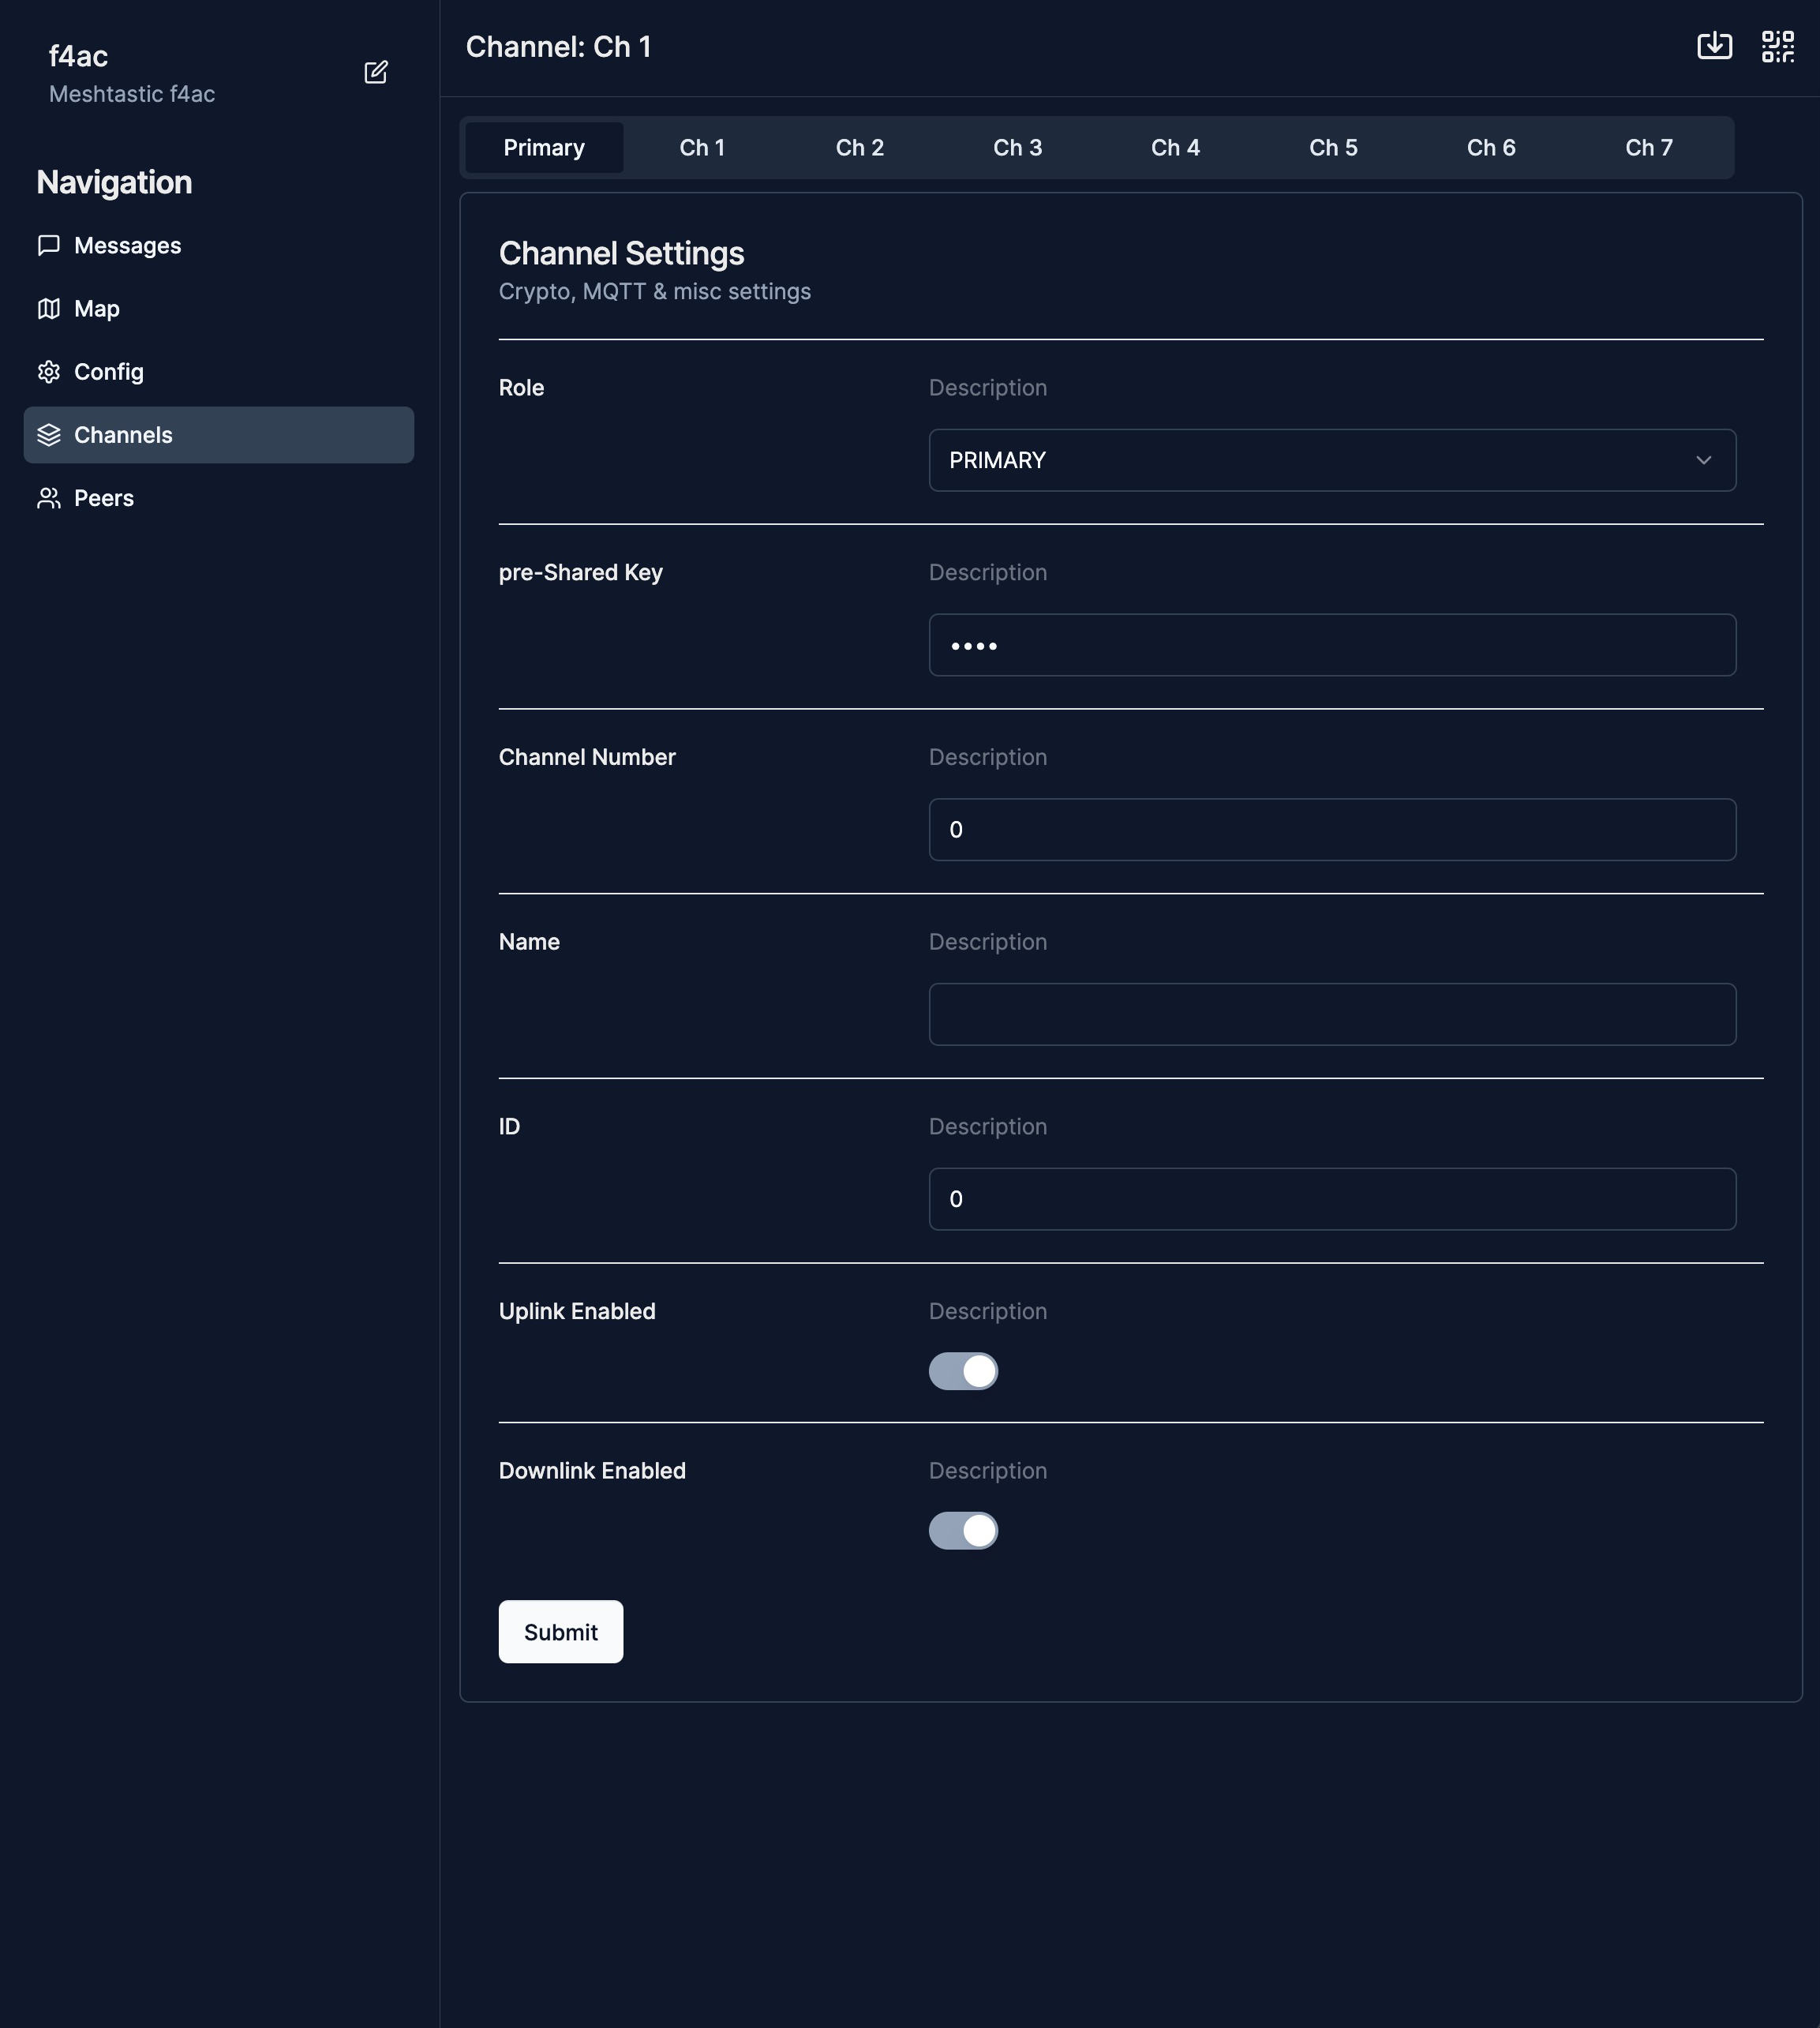 f4ac
Meshtastic f4ac
Navigation
Messages
Map
Config
Channels
Peers
Channel: Ch 1
Primary Ch 1 Ch 2 Ch 3 Ch 4 Ch 5 Ch 6 Ch 7
Channel Settings
Crypto, MQTT & misc settings
Role Description
PRIMARY
pre-Shared Key Description
••••
Channel Number Description
0
Name Description
ID Description
0
Uplink Enabled Description
Downlink Enabled Description
Submit